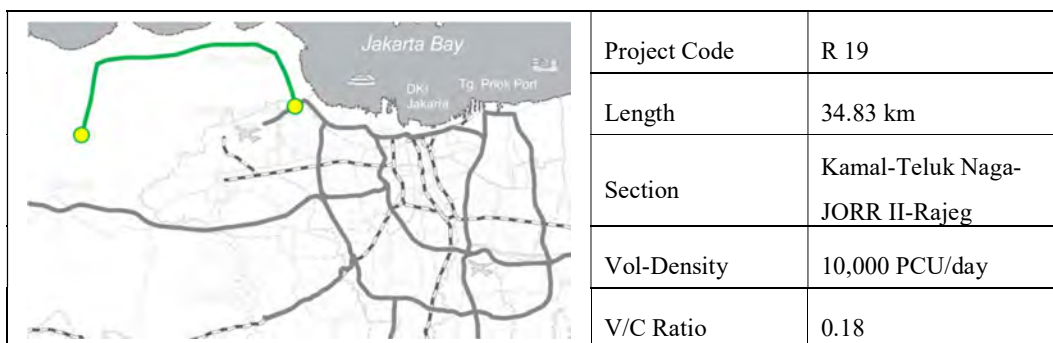 Jakarta Bay
DKI
Jakarta
Tg. Priok Port
Project Code
R 19
Length
34.83 km
Section
Kamal-Teluk Naga-
JORR II-Rajeg
Vol-Density
10,000 PCU/day
V/C Ratio
0.18